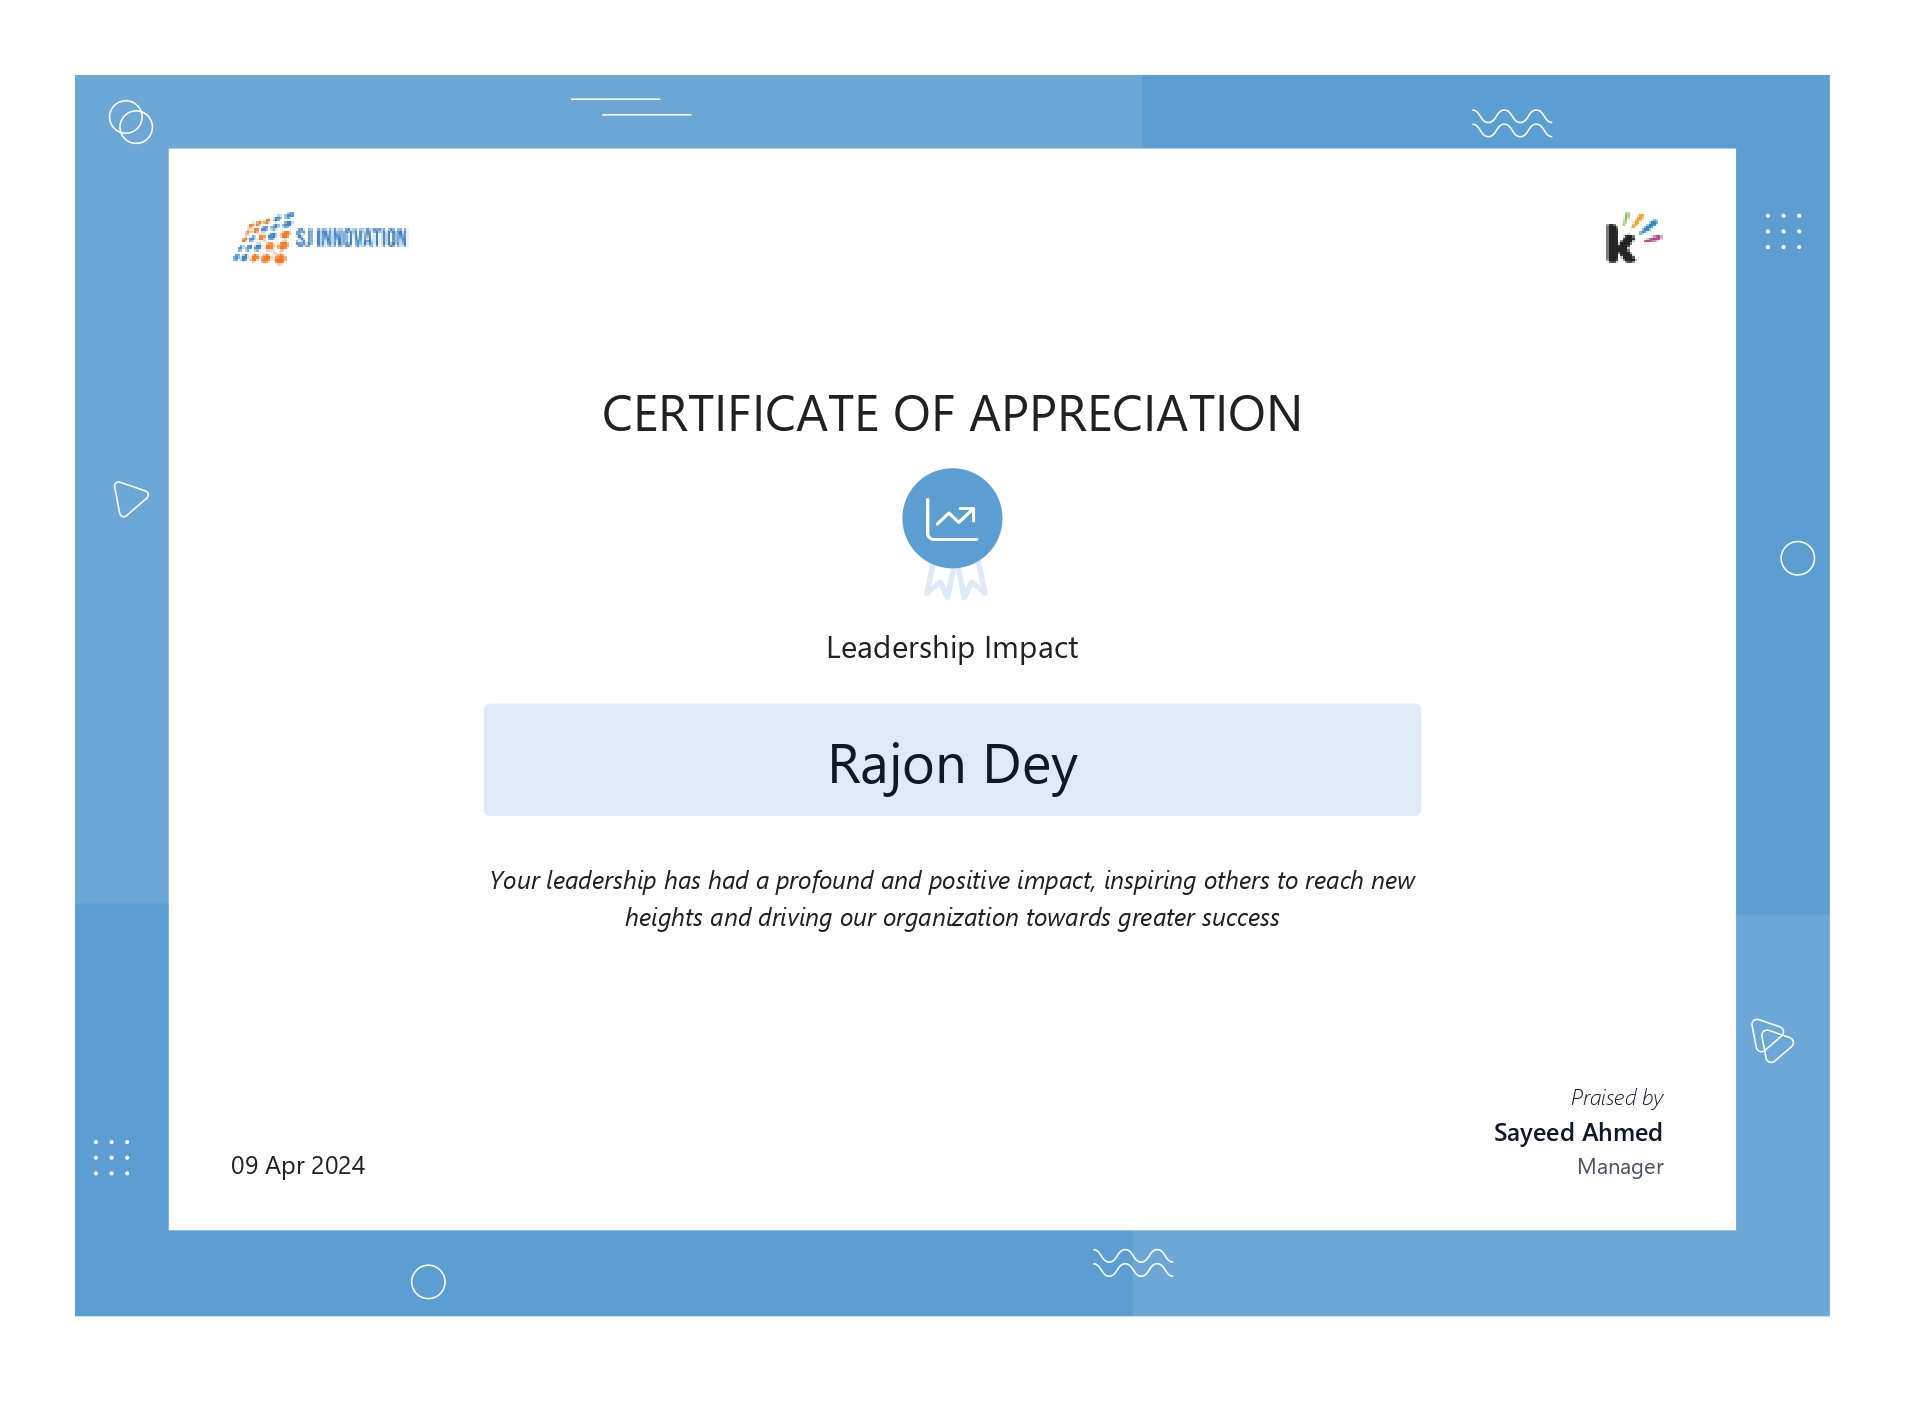 SJ INNOVATION
k
CERTIFICATE OF APPRECIATION
Leadership Impact
Rajon Dey
Your leadership has had a profound and positive impact, inspiring others to reach new
heights and driving our organization towards greater success
Praised by
Sayeed Ahmed
Manager
09 Apr 2024